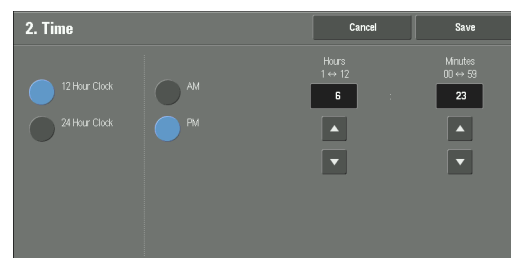 2. Time
Cancel
Save
12 Hour Clock
24 Hour Clock
AM
PM
Hours
1 ↔ 12
6
:
Minutes
00 ↔ 59
23